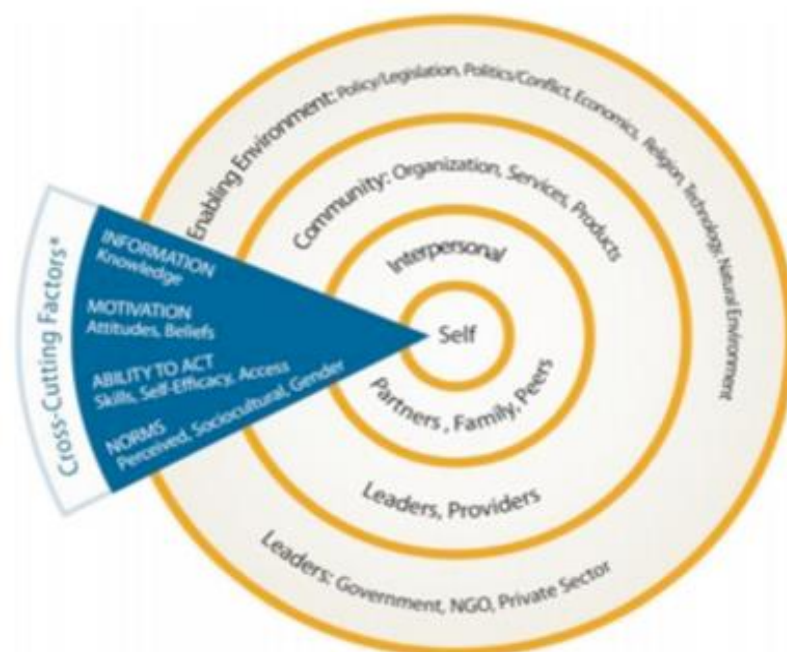 Enabling Environment: Policy/Legislation, Politics/Conflict, Economics, Religion, Technology, Natural Environment
Community: Organization, Services, Products
Interpersonal
Self
Partners , Family, Peers
Leaders, Providers
Leaders: Government, NGO, Private Sector
Cross-Cutting Factors*
INFORMATION
Knowledge
MOTIVATION
Attitudes, Beliefs
ABILITY TO ACT
Skills, Self-Efficacy, Access
NORMS
Perceived, Sociocultural, Gender